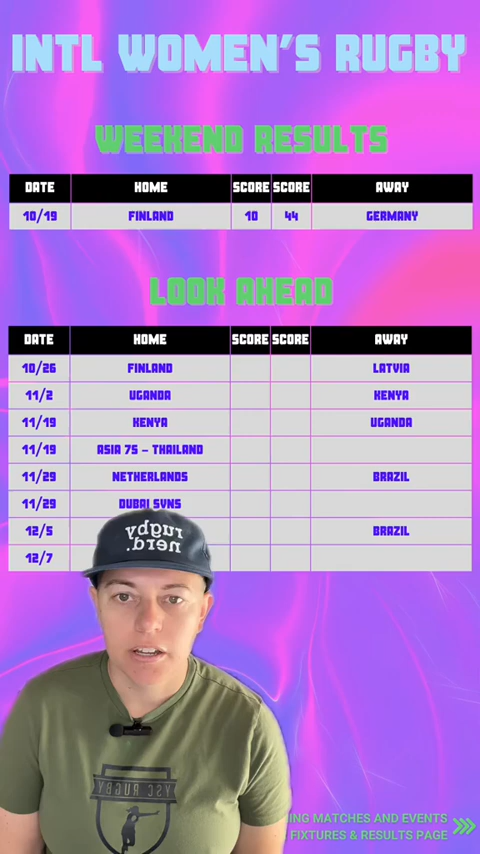 INTL WOMEN'S RUGBY
WEEKEND RESULTS
DATE HOME SCORE SCORE AWAY
10/19 FINLAND 10 44 GERMANY
LOOK AHEAD
DATE HOME SCORE SCORE AWAY
10/26 FINLAND LATVIA
11/2 UGANDA KENYA
11/19 KENYA UGANDA
11/19 ASIA 7S - THAILAND
11/29 NETHERLANDS BRAZIL
11/29 DUBAI SVNS
12/5 BRAZIL
12/7
rugby
nerd.
YSC RUGBY
ING MATCHES AND EVENTS
FIXTURES & RESULTS PAGE